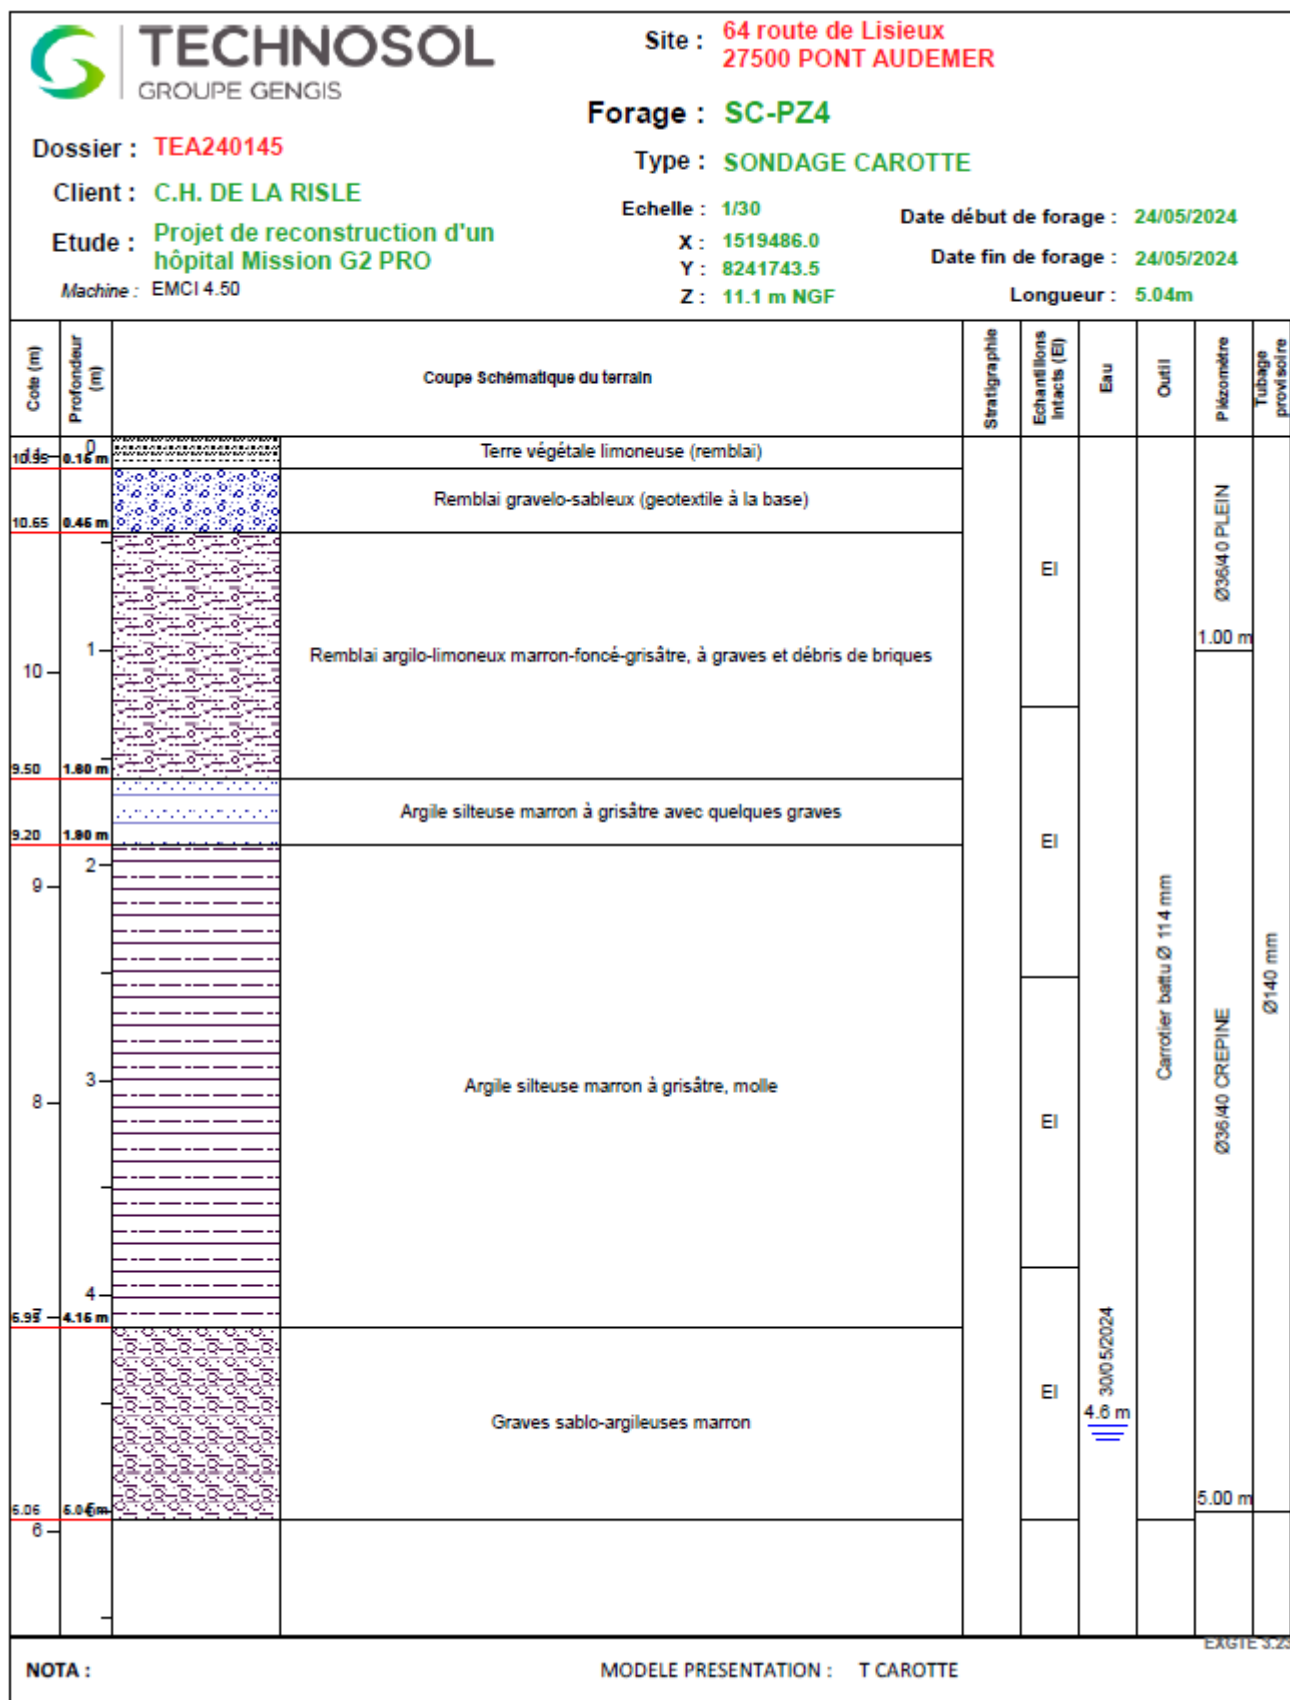 TECHNOSOL
GROUPE GENGIS
Site : 64 route de Lisieux
27500 PONT AUDEMER
Forage : SC-PZ4
Dossier : TEA240145
Type : SONDAGE CAROTTE
Client : C.H. DE LA RISLE
Echelle : 1/30
Date début de forage : 24/05/2024
Etude : Projet de reconstruction d'un
hôpital Mission G2 PRO
X : 1519486.0
Y : 8241743.5
Date fin de forage : 24/05/2024
Machine : EMCI 4.50
Z : 11.1 m NGF
Longueur : 5.04m
Cote (m)
Profondeur
(m)
Coupe Schématique du terrain
Stratigraphie
Echantillons
Intacts (EI)
Eau
Outil
Piézomètre
Tubage
provisoire
0
11
10.95 0.15 m
Terre végétale limoneuse (remblai)
Remblai gravelo-sableux (geotextile à la base)
10.65 0.45 m
Ø36/40 PLEIN
EI
1.00 m
1
10
Remblai argilo-limoneux marron-foncé-grisâtre, à graves et débris de briques
9.50 1.60 m
Argile silteuse marron à grisâtre avec quelques graves
9.20 1.90 m
EI
2
9
Carrotier battu Ø 114 mm
Ø140 mm
3
8
Argile silteuse marron à grisâtre, molle
Ø36/40 CREPINE
EI
4
7
6.95 4.15 m
30/05/2024
EI
4.6 m
Graves sablo-argileuses marron
5.00 m
5
6.06 5.04 m
6
EXGTE 3.23
NOTA :
MODELE PRESENTATION : T CAROTTE